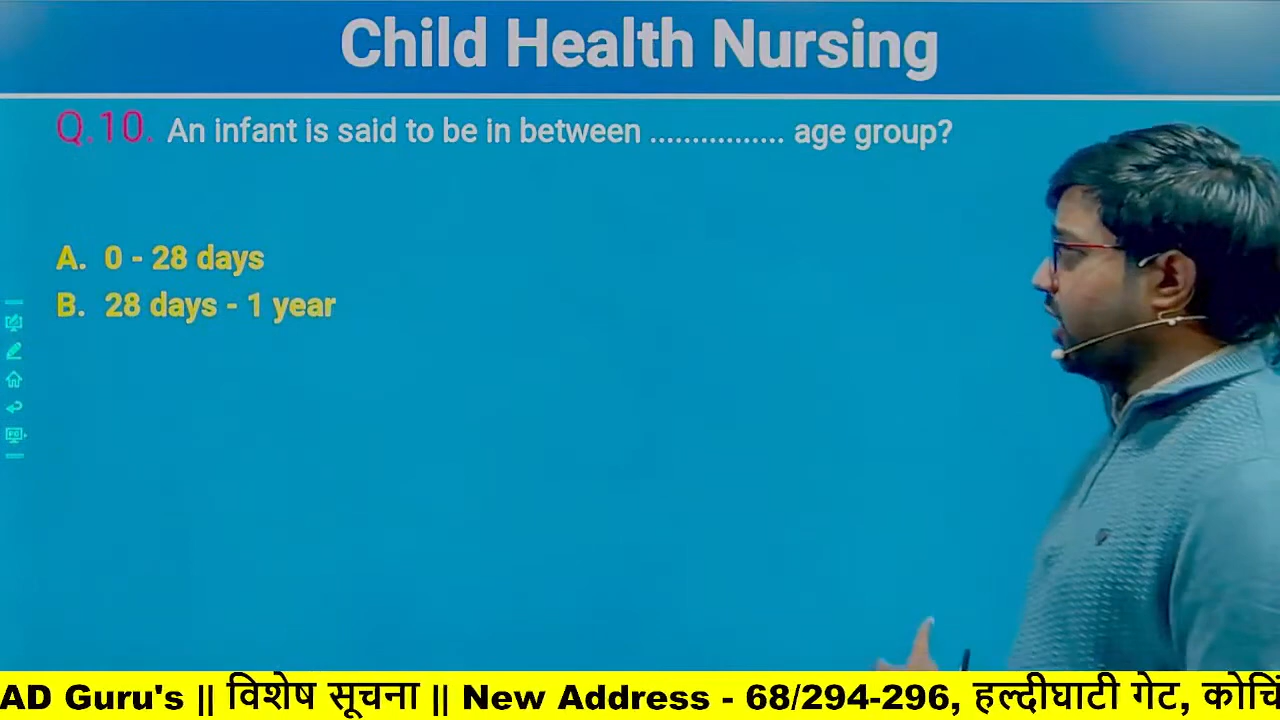 Child Health Nursing
Q.10. An infant is said to be in between ................ age group?
A. 0 - 28 days
B. 28 days - 1 year
AD Guru's || विशेष सूचना || New Address - 68/294-296, हल्दीघाटी गेट,